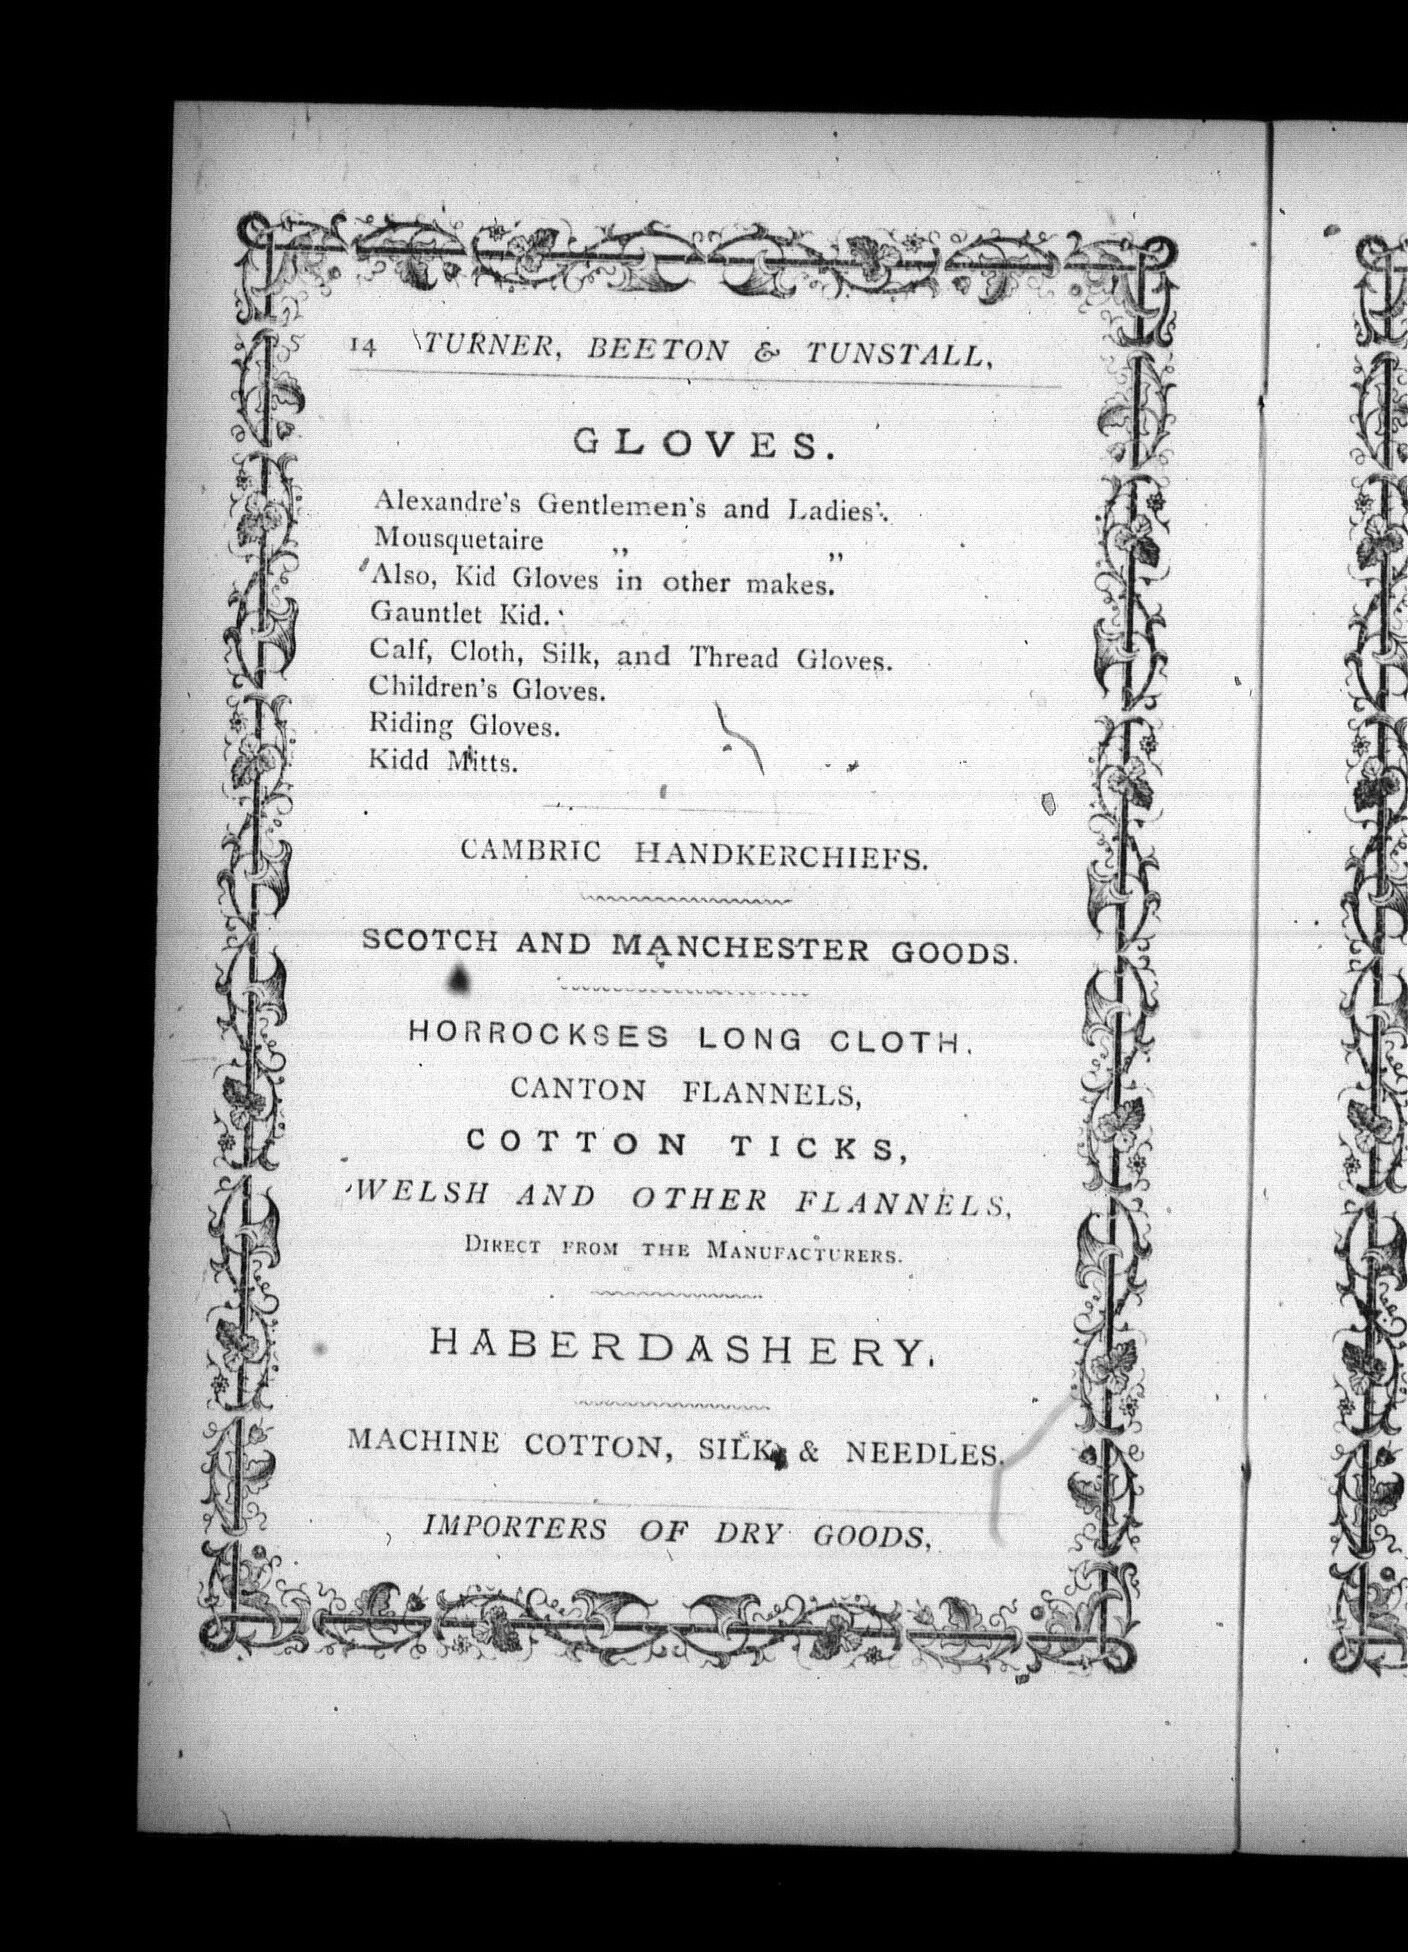 14 TURNER, BEETON & TUNSTALL,
GLOVES.
Alexandre's Gentlemen's and Ladies'.
Mousquetaire „ „
Also, Kid Gloves in other makes.
Gauntlet Kid.
Calf, Cloth, Silk, and Thread Gloves.
Children's Gloves.
Riding Gloves.
Kidd Mitts.
CAMBRIC HANDKERCHIEFS.
SCOTCH AND MANCHESTER GOODS.
HORROCKSES LONG CLOTH.
CANTON FLANNELS,
COTTON TICKS,
WELSH AND OTHER FLANNELS,
DIRECT FROM THE MANUFACTURERS.
HABERDASHERY.
MACHINE COTTON, SILK, & NEEDLES.
IMPORTERS OF DRY GOODS,